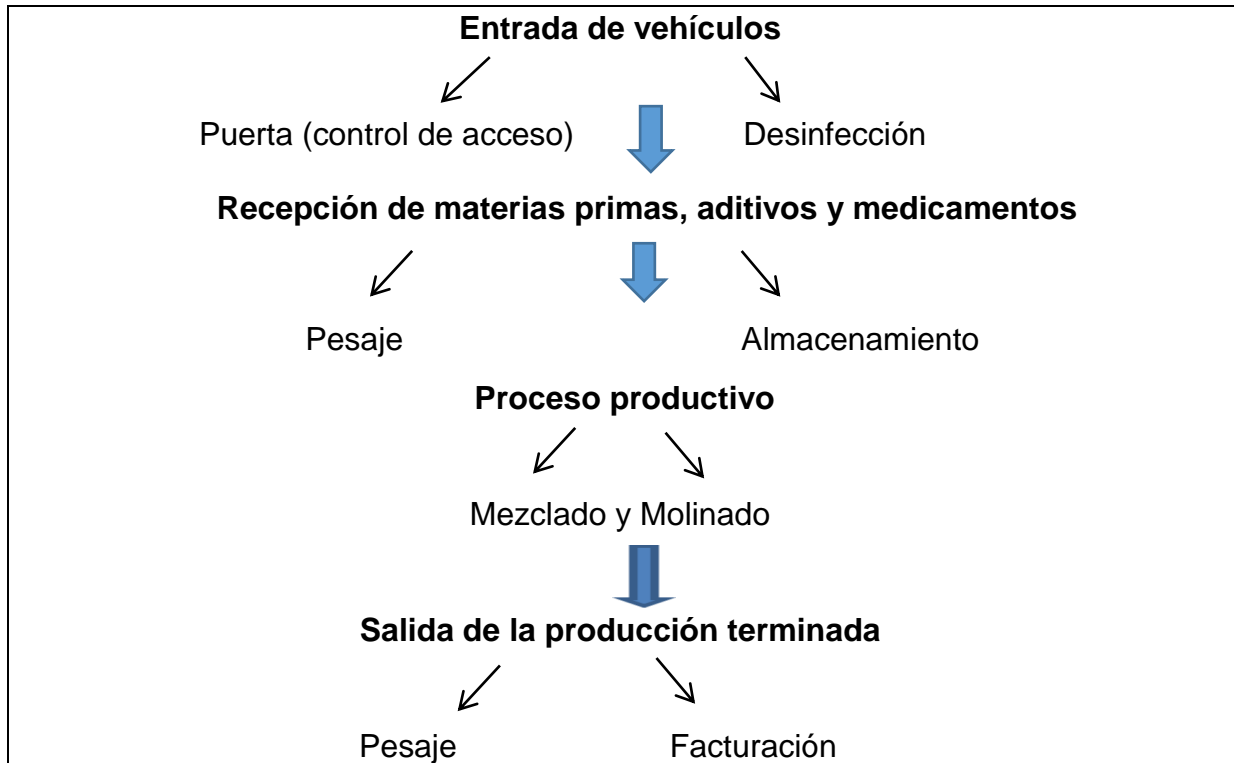 Entrada de vehículos
Puerta (control de acceso) Desinfección
Recepción de materias primas, aditivos y medicamentos
Pesaje Almacenamiento
Proceso productivo
Mezclado y Molinado
Salida de la producción terminada
Pesaje Facturación